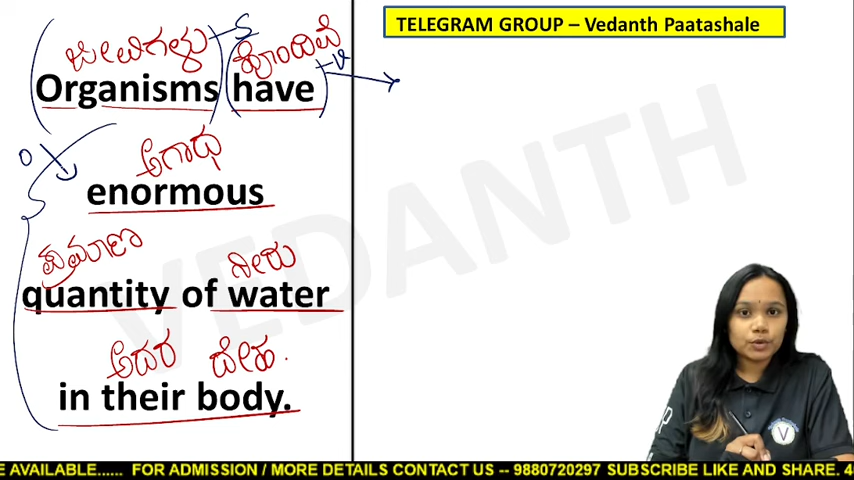 TELEGRAM GROUP – Vedanth Paatashale
ಜೀವಿಗಳು S ಹೊಂದಿವೆ V
Organisms have
O ಅಗಾಧ
enormous
ಪ್ರಮಾಣ ನೀರು
quantity of water
ಅದರ ದೇಹ.
in their body.
VEDANTH
V
E AVAILABLE...... FOR ADMISSION / MORE DETAILS CONTACT US -- 9880720297 SUBSCRIBE LIKE AND SHARE. 4